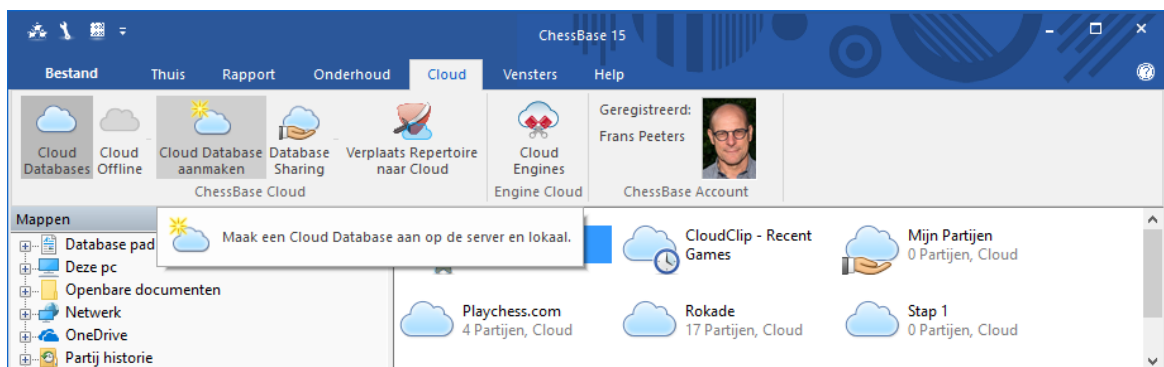 ChessBase 15
Bestand Thuis Rapport Onderhoud Cloud Vensters Help
Geregistreerd:
Frans Peeters
Cloud Databases
Cloud Offline
Cloud Database aanmaken
Database Sharing
Verplaats Repertoire naar Cloud
Cloud Engines
ChessBase Cloud
Engine Cloud
ChessBase Account
Mappen
Maak een Cloud Database aan op de server en lokaal.
Database pad
Deze pc
Openbare documenten
Netwerk
OneDrive
Partij historie
CloudClip - Recent
Games
Mijn Partijen
0 Partijen, Cloud
Playchess.com
4 Partijen, Cloud
Rokade
17 Partijen, Cloud
Stap 1
0 Partijen, Cloud